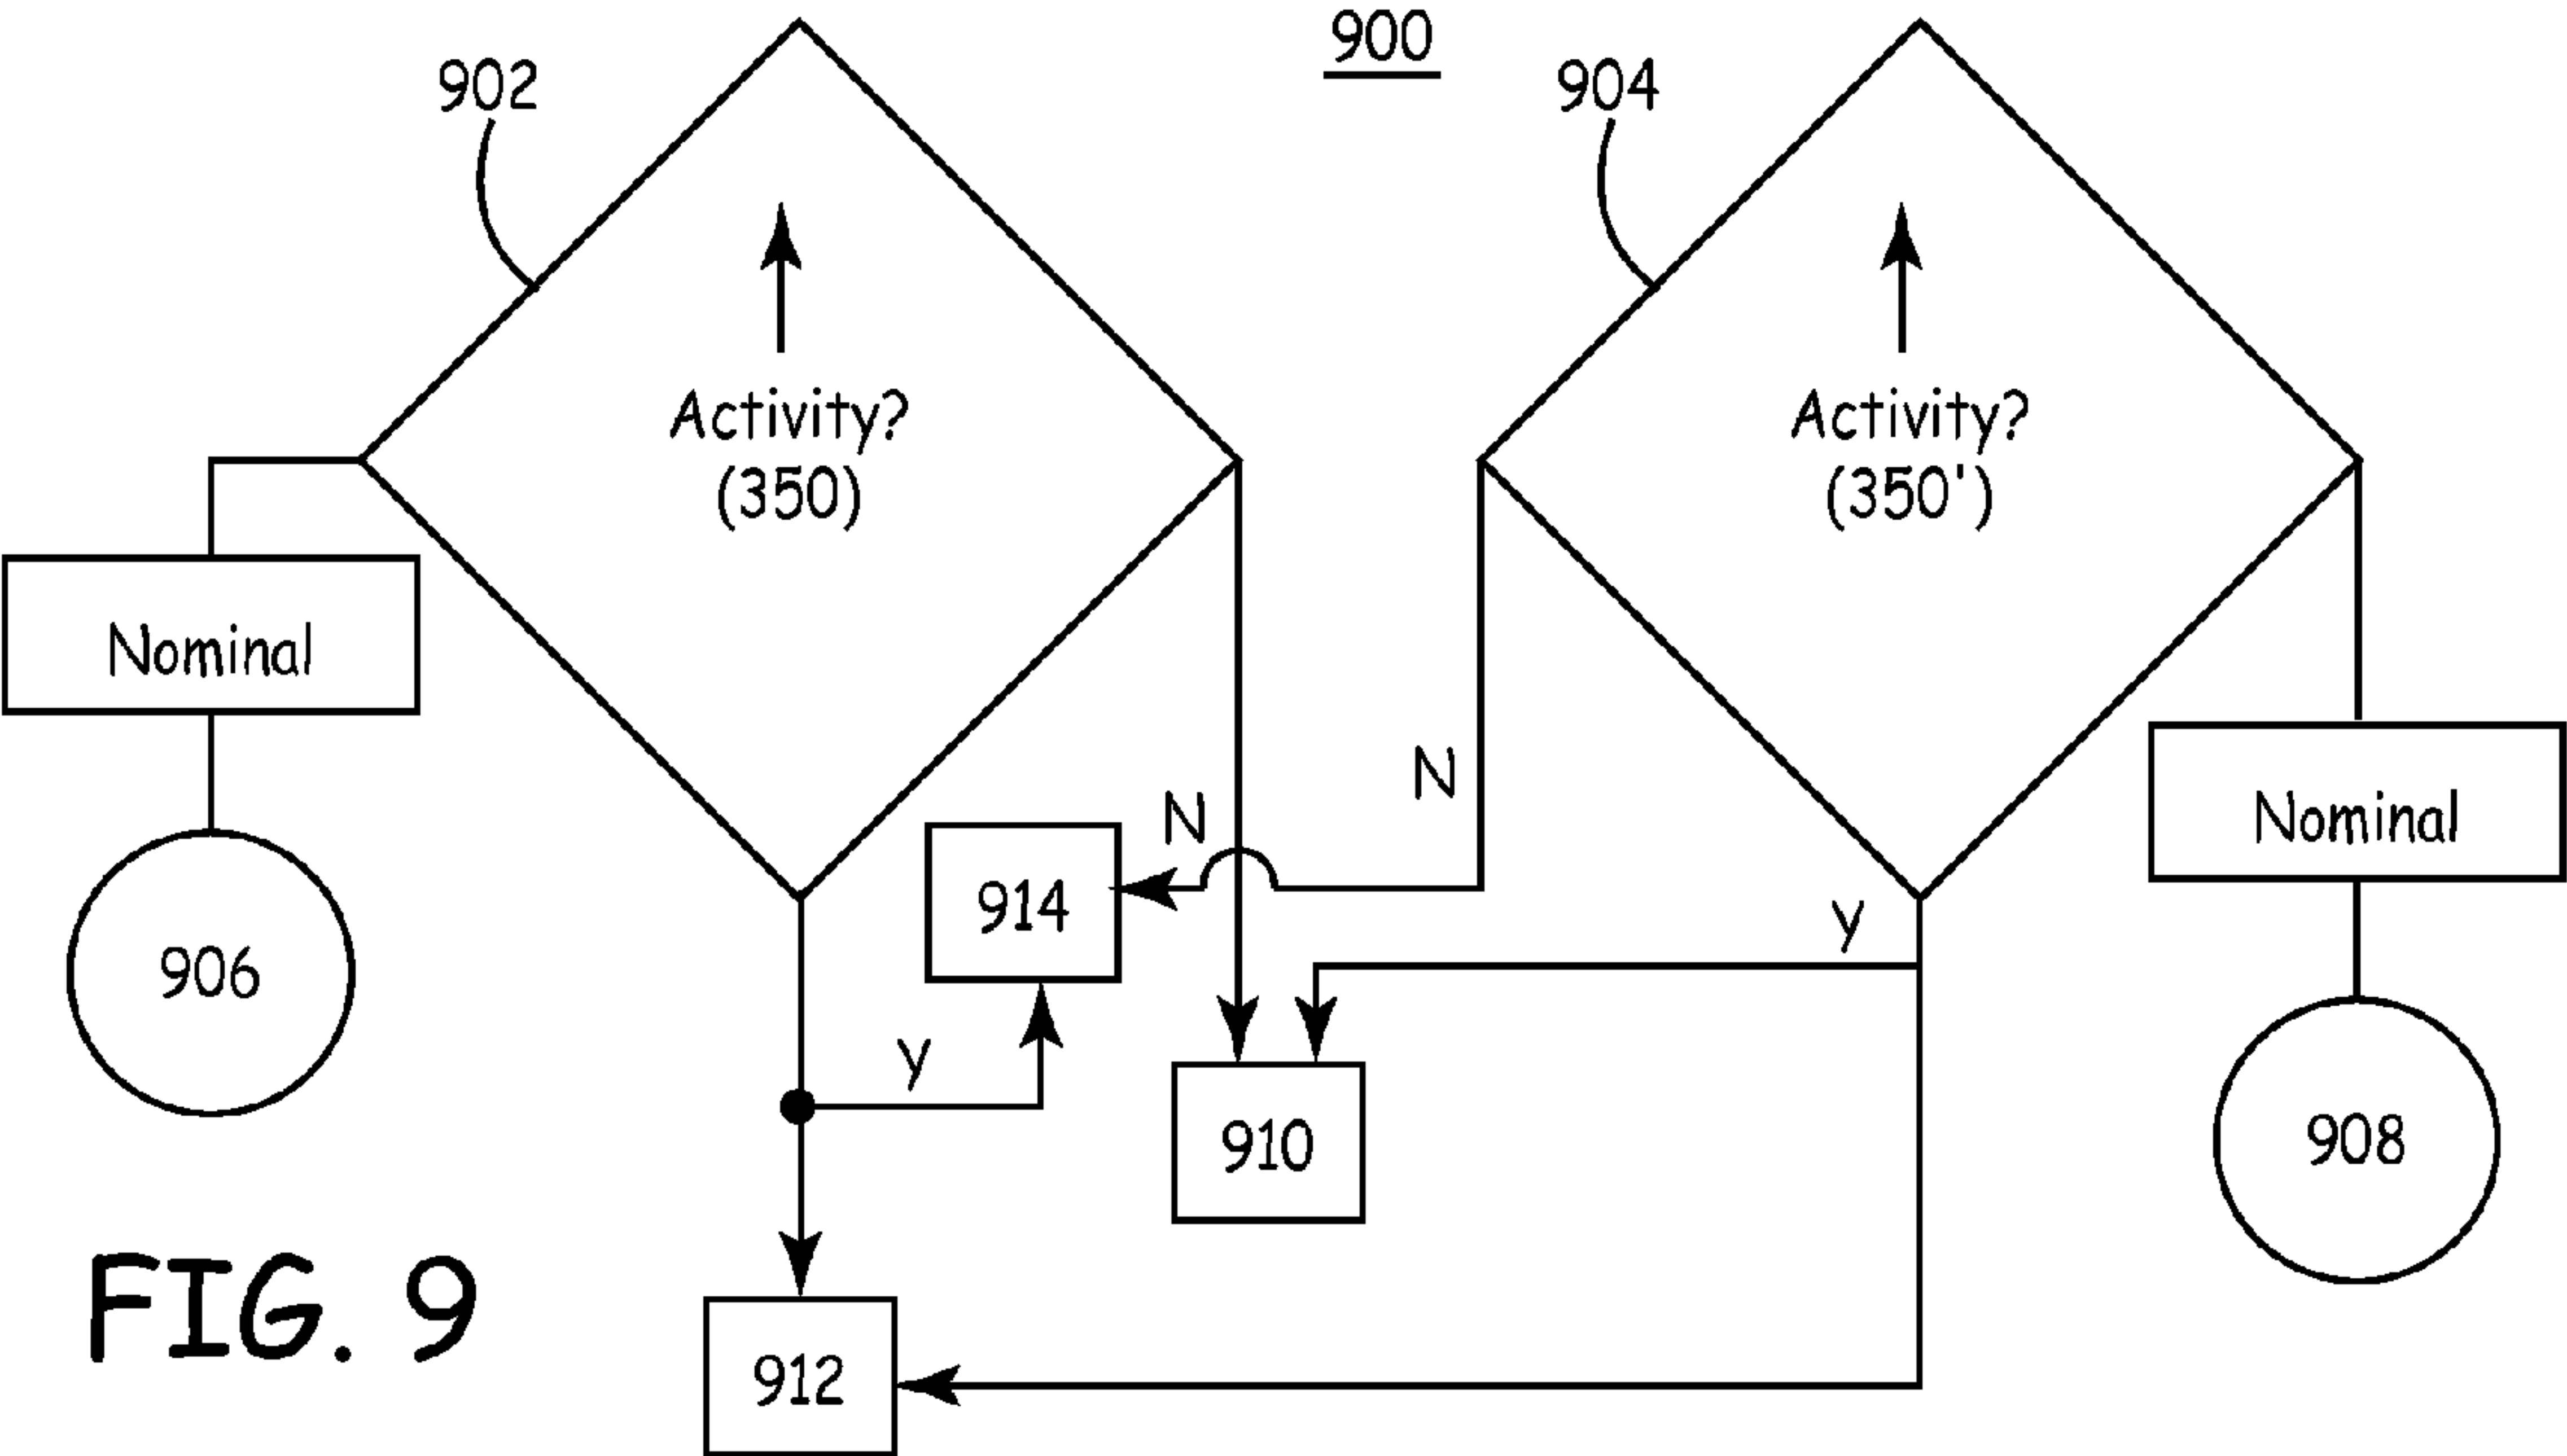 900
902
904
Activity?
(350)
Activity?
(350')
Nominal
N
N
Nominal
914
y
906
y
910
908
FIG. 9
912